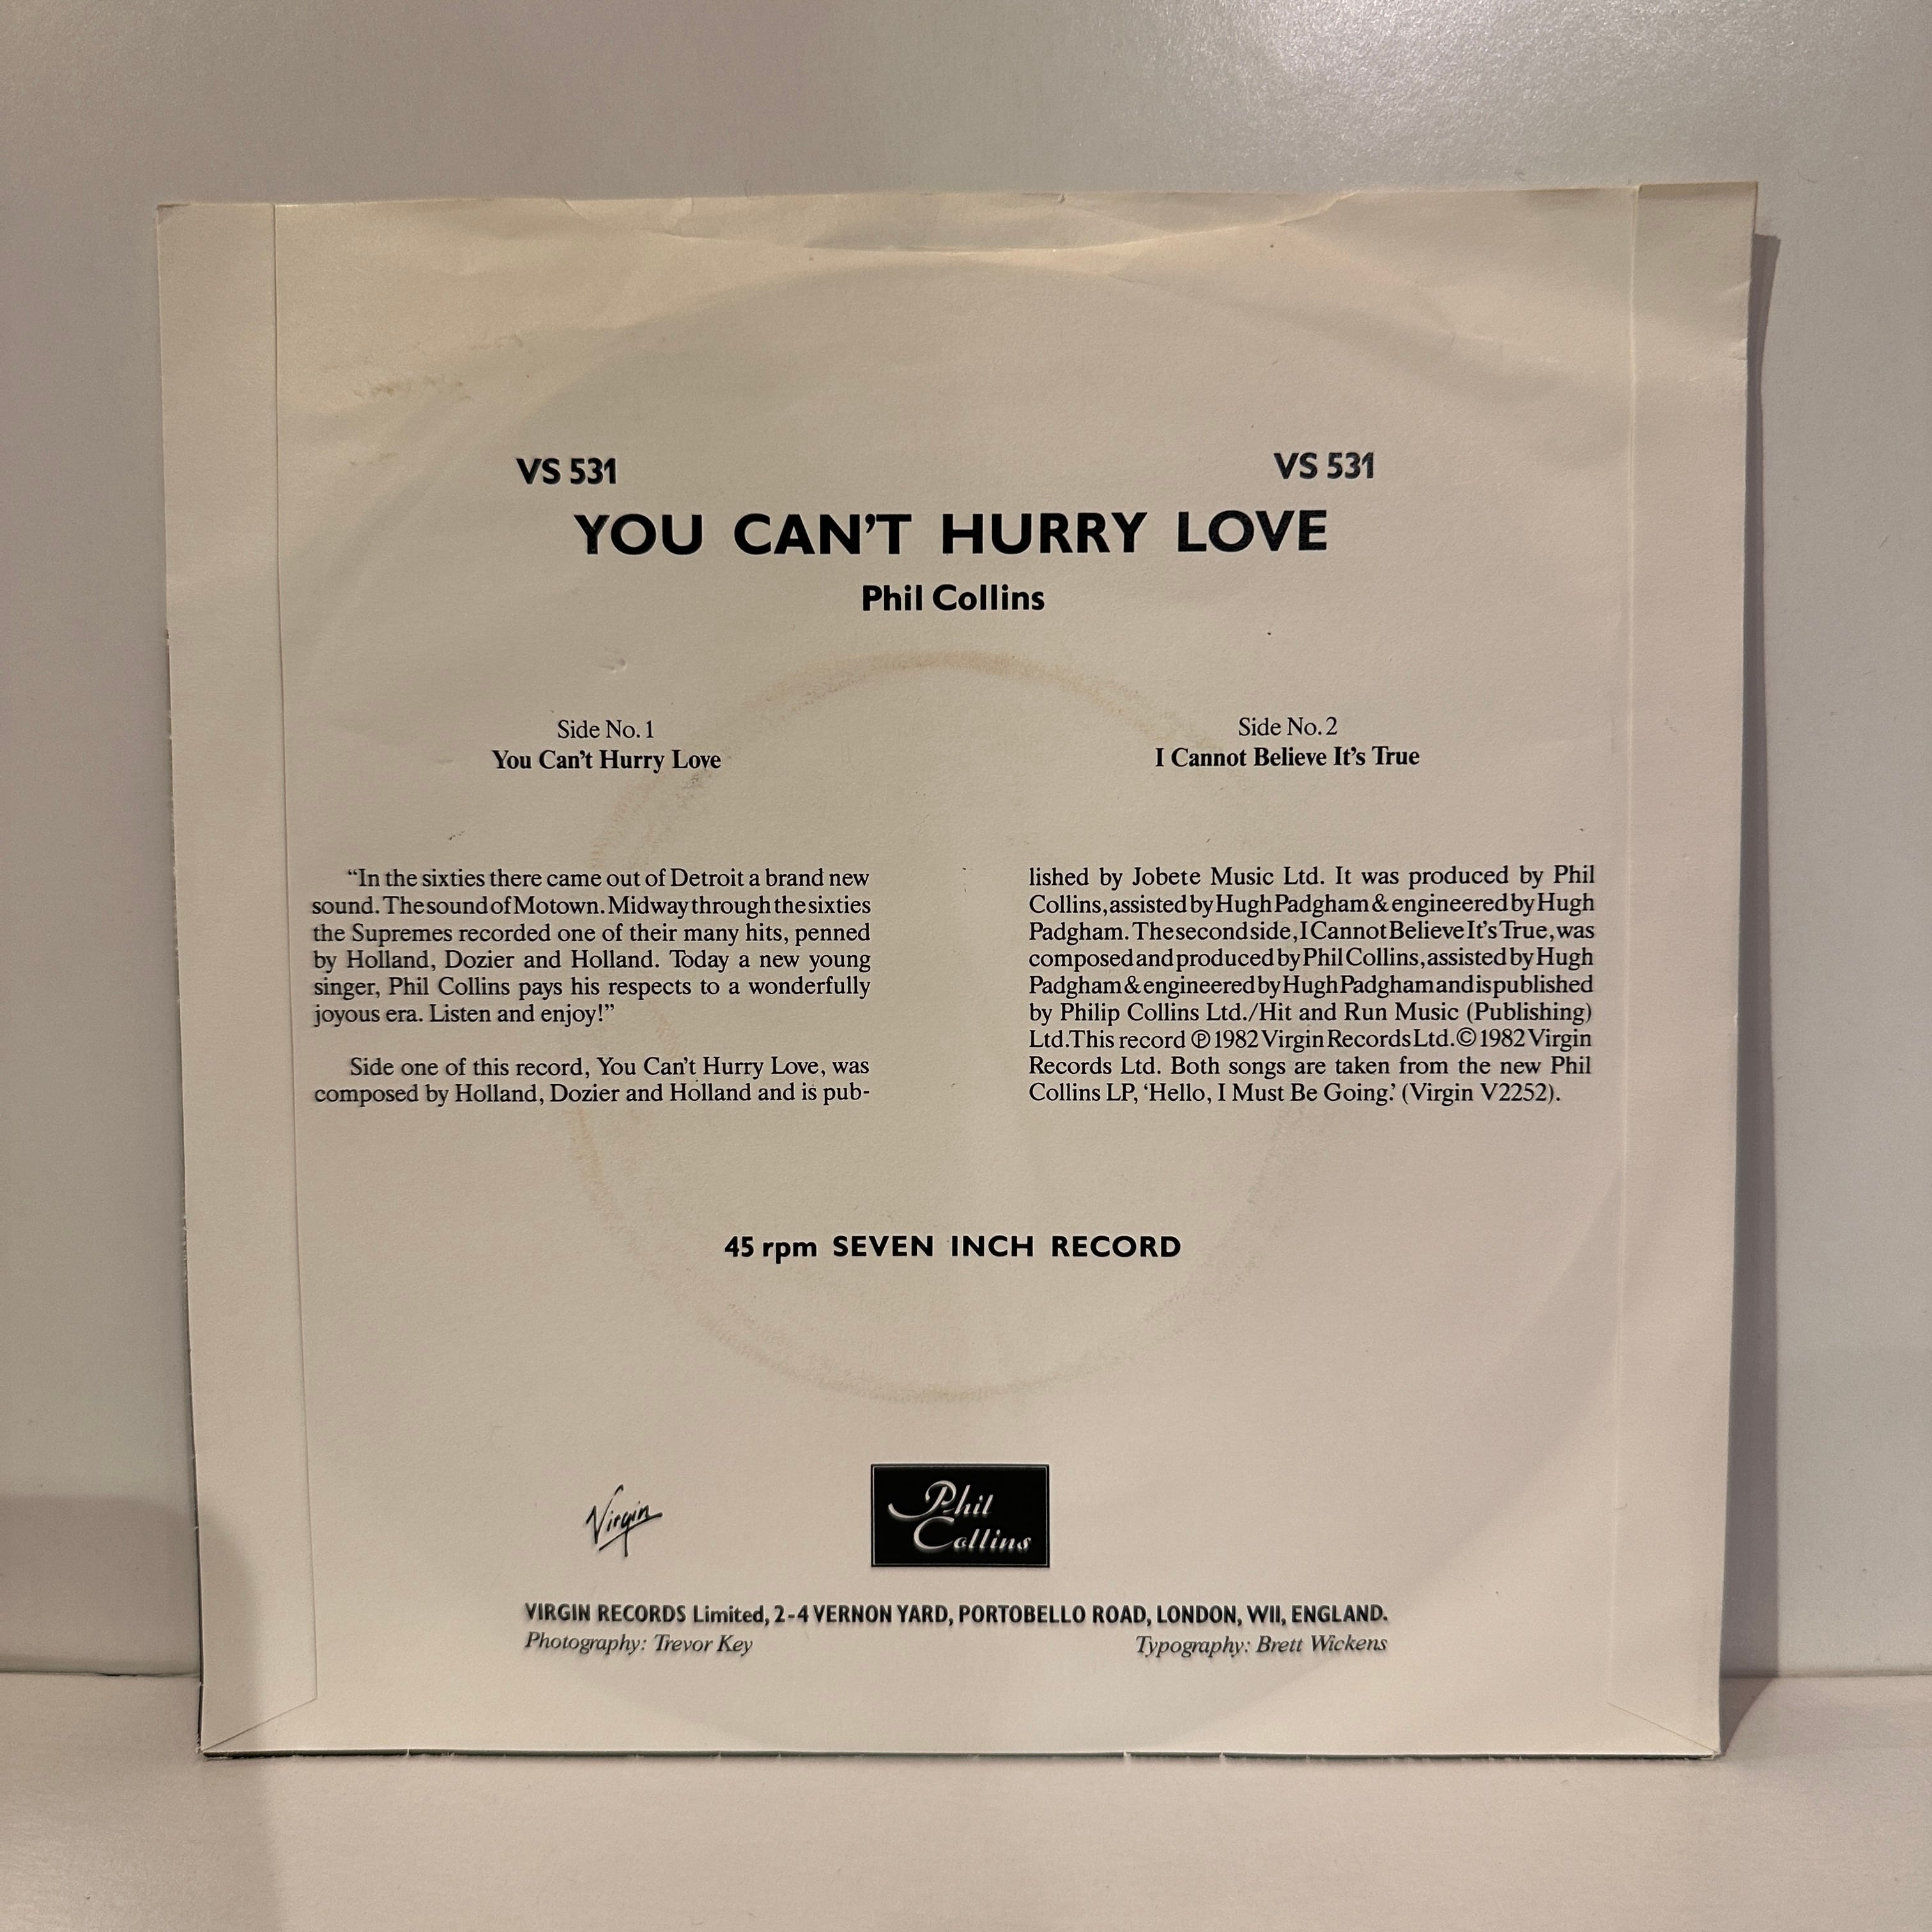 VS 531 VS 531
YOU CAN'T HURRY LOVE
Phil Collins
Side No. 1
You Can't Hurry Love
Side No. 2
I Cannot Believe It's True
“In the sixties there came out of Detroit a brand new
sound. The sound of Motown. Midway through the sixties
the Supremes recorded one of their many hits, penned
by Holland, Dozier and Holland. Today a new young
singer, Phil Collins pays his respects to a wonderfully
joyous era. Listen and enjoy!”
Side one of this record, You Can't Hurry Love, was
composed by Holland, Dozier and Holland and is pub-
lished by Jobete Music Ltd. It was produced by Phil
Collins, assisted by Hugh Padgham & engineered by Hugh
Padgham. The second side, I Cannot Believe It's True, was
composed and produced by Phil Collins, assisted by Hugh
Padgham & engineered by Hugh Padgham and is published
by Philip Collins Ltd./Hit and Run Music (Publishing)
Ltd. This record ℗ 1982 Virgin Records Ltd. © 1982 Virgin
Records Ltd. Both songs are taken from the new Phil
Collins LP, ‘Hello, I Must Be Going.’ (Virgin V2252).
45 rpm SEVEN INCH RECORD
Virgin
Phil
Collins
VIRGIN RECORDS Limited, 2-4 VERNON YARD, PORTOBELLO ROAD, LONDON, W11, ENGLAND.
Photography: Trevor Key Typography: Brett Wickens